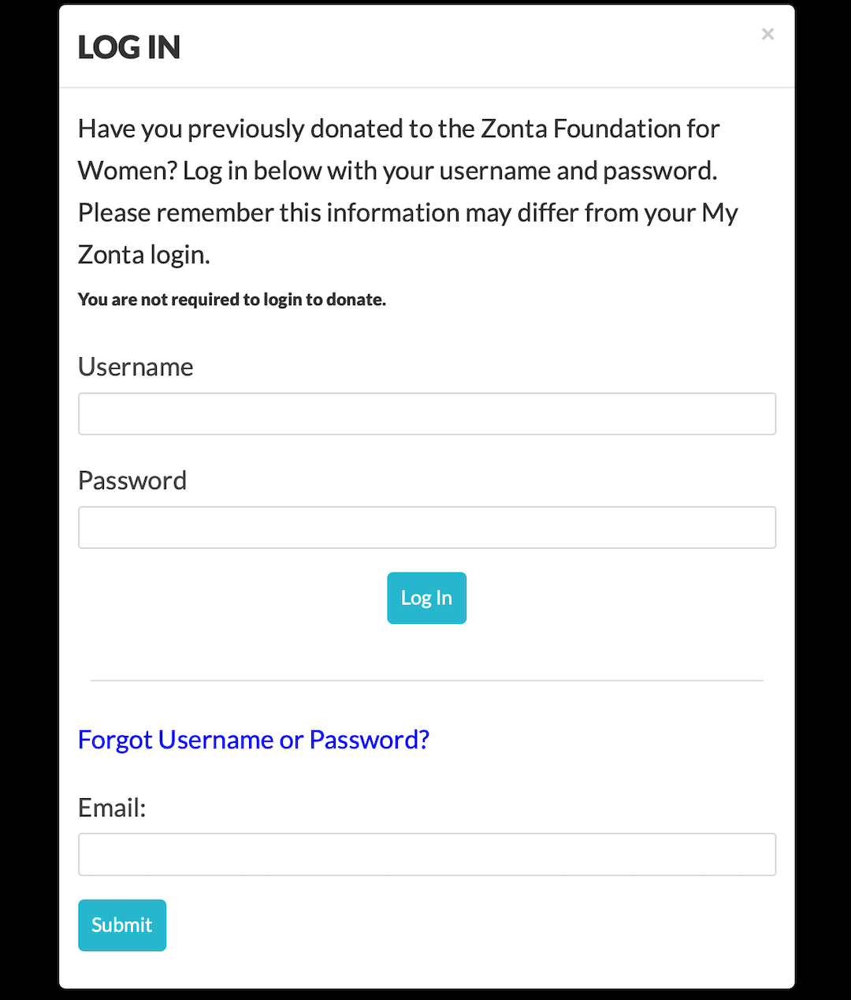 LOG IN
×
Have you previously donated to the Zonta Foundation for
Women? Log in below with your username and password.
Please remember this information may differ from your My
Zonta login.
You are not required to login to donate.
Username
Password
Log In
Forgot Username or Password?
Email:
Submit